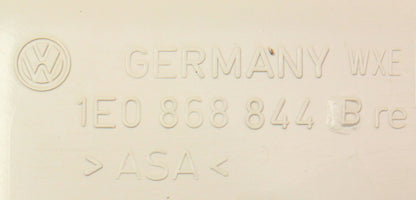 GERMANY WXE
1E0 868 844 B re
> ASA <